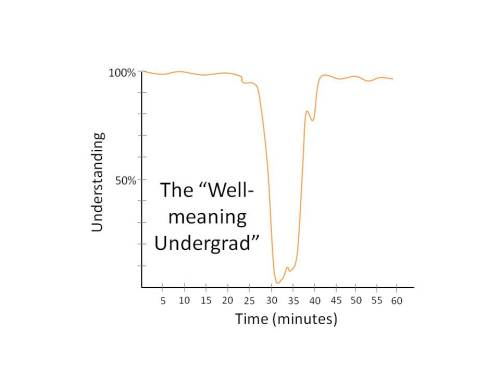 100%
50%
Understanding
The “Well-
meaning
Undergrad”
5 10 15 20 25 30 35 40 45 50 55 60
Time (minutes)